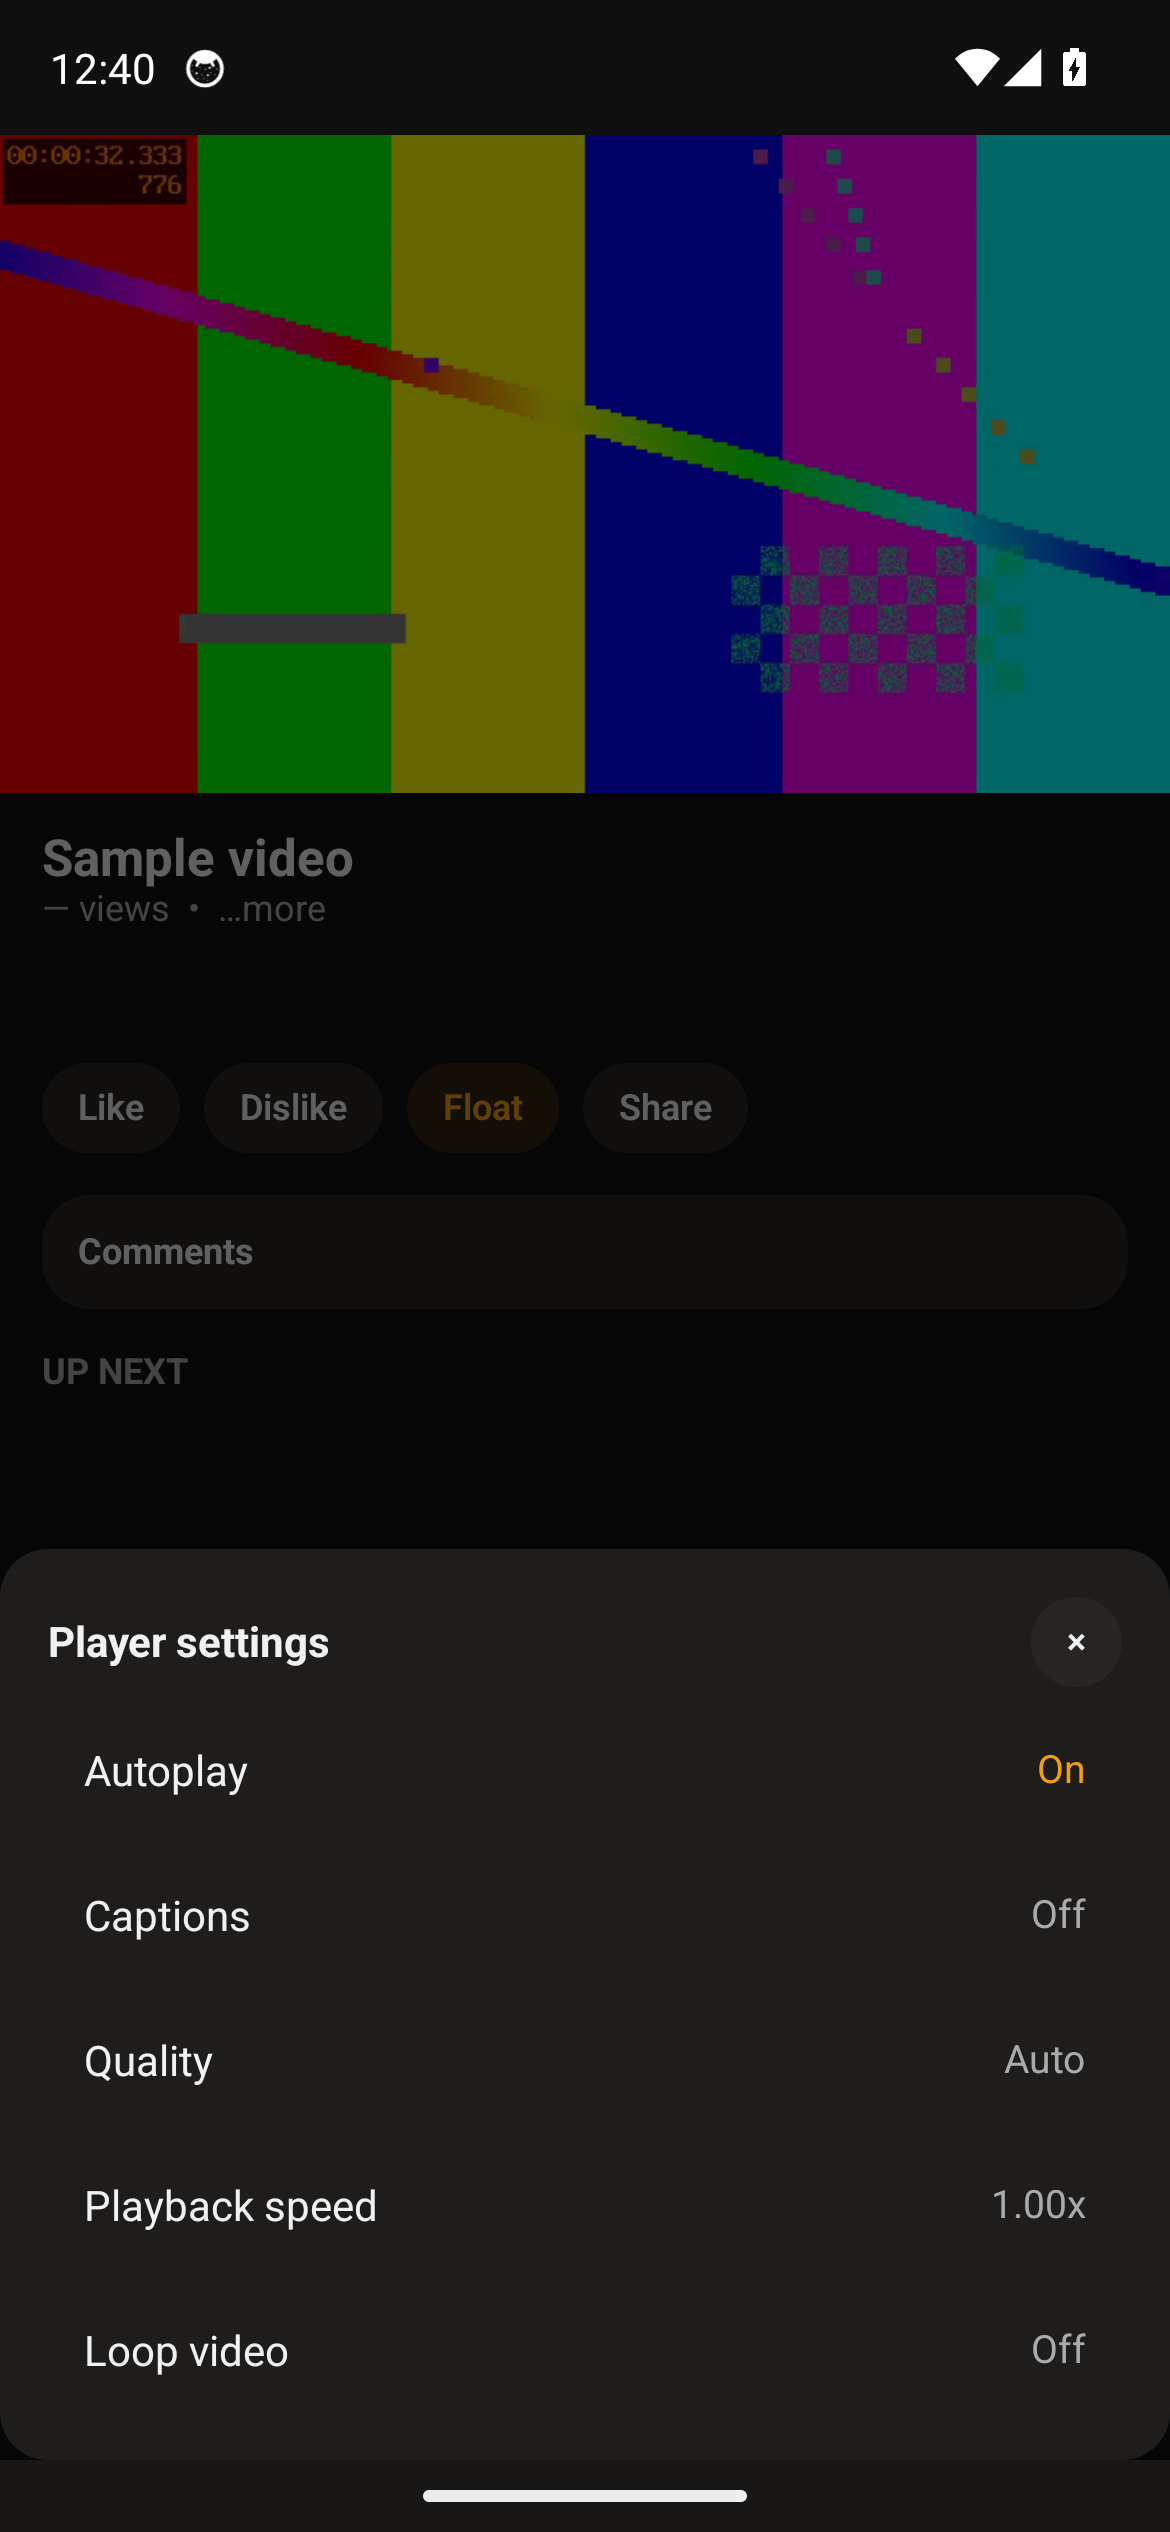 12:40
00:00:32.333
776
Sample video
— views • …more
Like Dislike Float Share
Comments
UP NEXT
Player settings ×
Autoplay On
Captions Off
Quality Auto
Playback speed 1.00x
Loop video Off